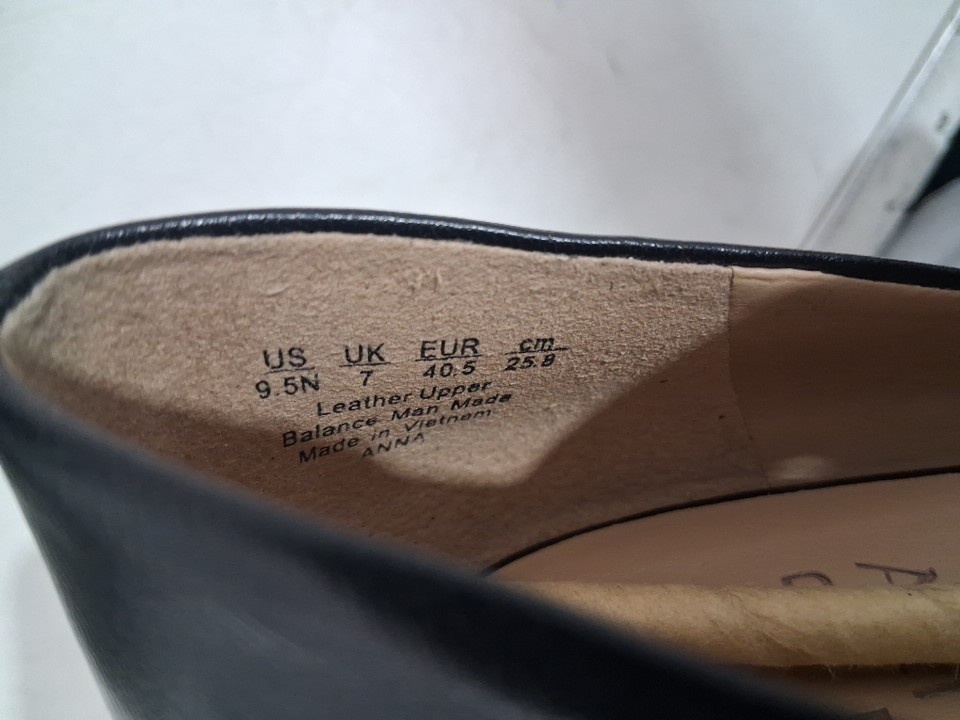 US UK EUR cm
9.5N 7 40.5 25.8
Leather Upper
Balance Man Made
Made in Vietnam
ANNA